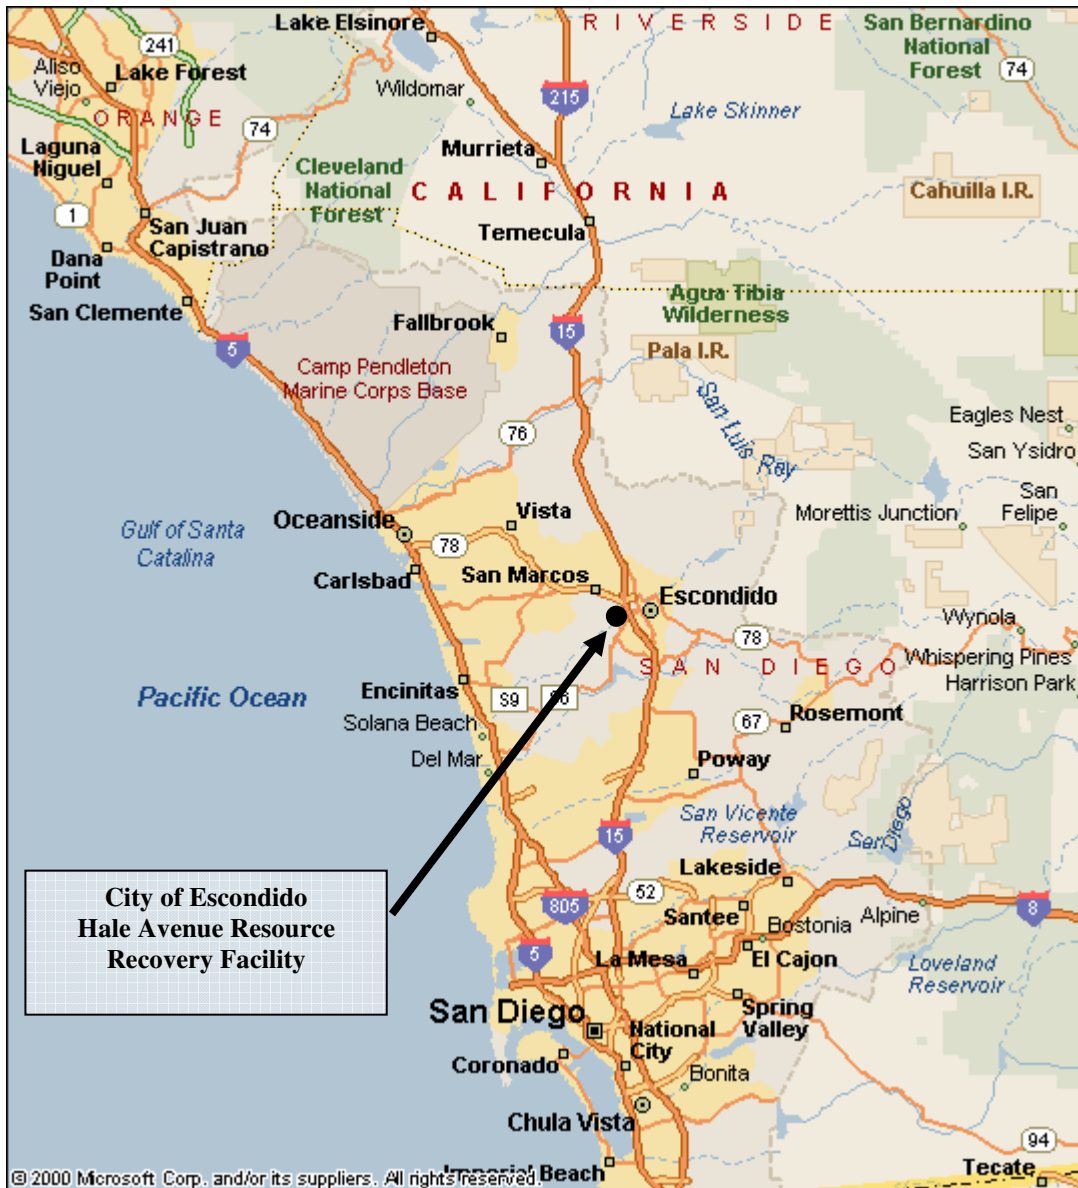 Lake Elsinore
R I V E R S I D E
San Bernardino
National
Forest
74
241
Aliso
Viejo
Lake Forest
Wildomar
215
Lake Skinner
O R A N G E
74
Laguna
Niguel
Murrieta
Cleveland
National
Forest
C A L I F O R N I A
Cahuilla I.R.
1
San Juan
Capistrano
Temecula
Dana
Point
San Clemente
Agua Tibia
Wilderness
Fallbrook
15
5
Pala I.R.
Camp Pendleton
Marine Corps Base
San Luis Rey
Eagles Nest
San Ysidro
76
San
Felipe
Morettis Junction
Gulf of Santa
Catalina
Oceanside
Vista
78
Carlsbad
San Marcos
Escondido
Wynola
78
S A N D I E G O
Whispering Pines
Harrison Park
Pacific Ocean
Encinitas
S9
S6
Solana Beach
67
Rosemont
Del Mar
Poway
San Vicente
Reservoir
San Diego
15
City of Escondido
Hale Avenue Resource
Recovery Facility
Lakeside
52
805
Santee
Alpine
8
Bostonia
5
La Mesa
El Cajon
Loveland
Reservoir
San Diego
Spring
Valley
National
City
Coronado
Bonita
Chula Vista
94
Imperial Beach
Tecate
© 2000 Microsoft Corp. and/or its suppliers. All rights reserved.